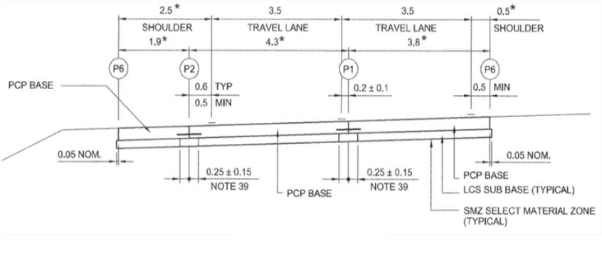 2.5* 3.5 3.5 0.5*
SHOULDER TRAVEL LANE TRAVEL LANE SHOULDER
1.9* 4.3* 3.8*
P6 P2 P1 P6
0.6 TYP 0.2 ± 0.1 0.5 MIN
0.5 MIN
PCP BASE
0.05 NOM. 0.25 ± 0.15 0.25 ± 0.15 0.05 NOM.
NOTE 39 PCP BASE NOTE 39
PCP BASE
LCS SUB BASE (TYPICAL)
SMZ SELECT MATERIAL ZONE
(TYPICAL)